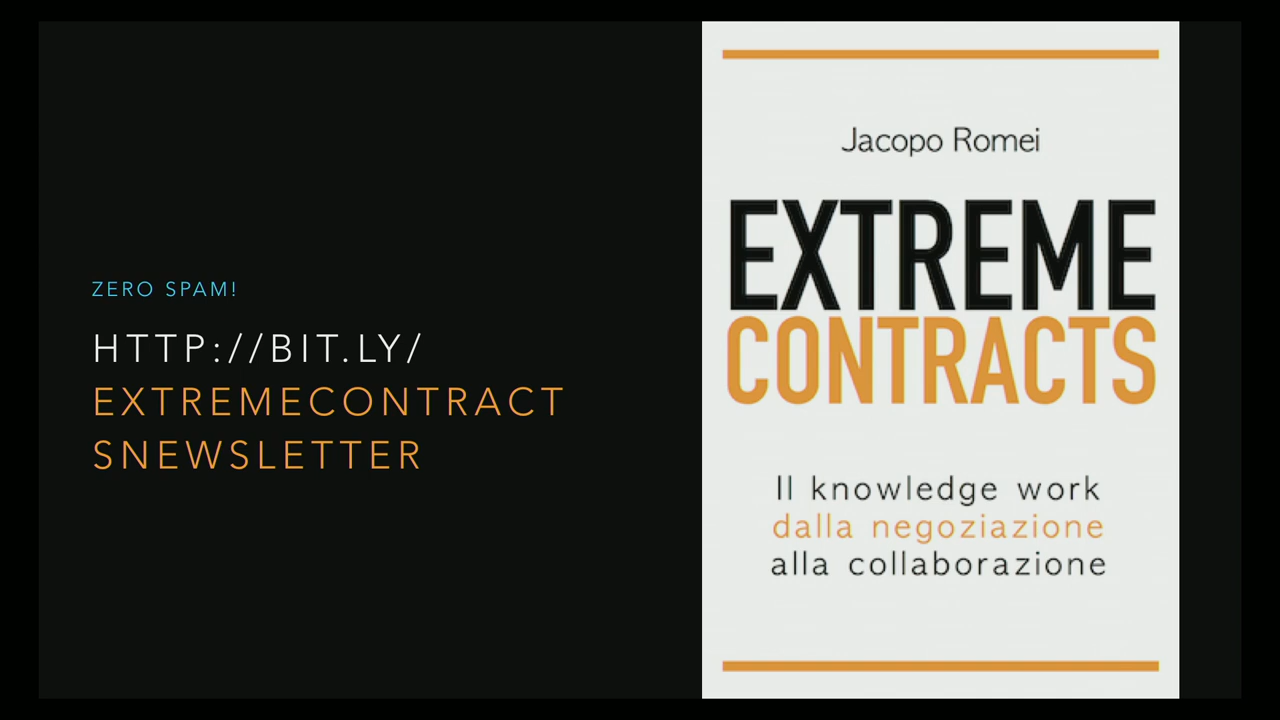 ZERO SPAM!
HTTP://BIT.LY/
EXTREMECONTRACT
SNEWSLETTER
Jacopo Romei
EXTREME
CONTRACTS
Il knowledge work
dalla negoziazione
alla collaborazione